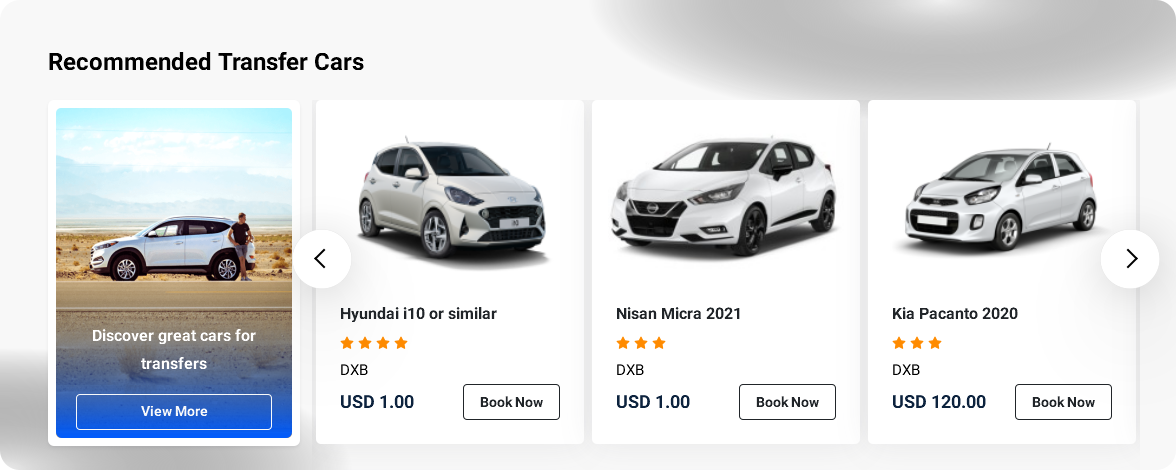 Recommended Transfer Cars
Discover great cars for
transfers
View More
Hyundai i10 or similar
DXB
USD 1.00
Book Now
Nisan Micra 2021
DXB
USD 1.00
Book Now
Kia Pacanto 2020
DXB
USD 120.00
Book Now